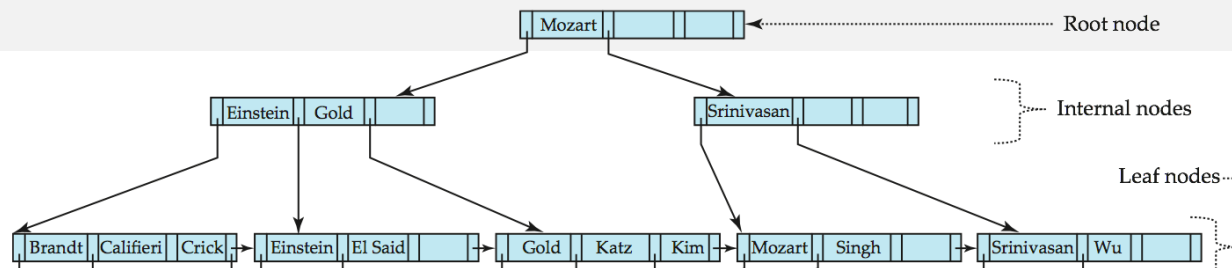 Mozart
Root node
Einstein Gold
Srinivasan
Internal nodes
Leaf nodes
Brandt Califieri Crick
Einstein El Said
Gold Katz Kim
Mozart Singh
Srinivasan Wu